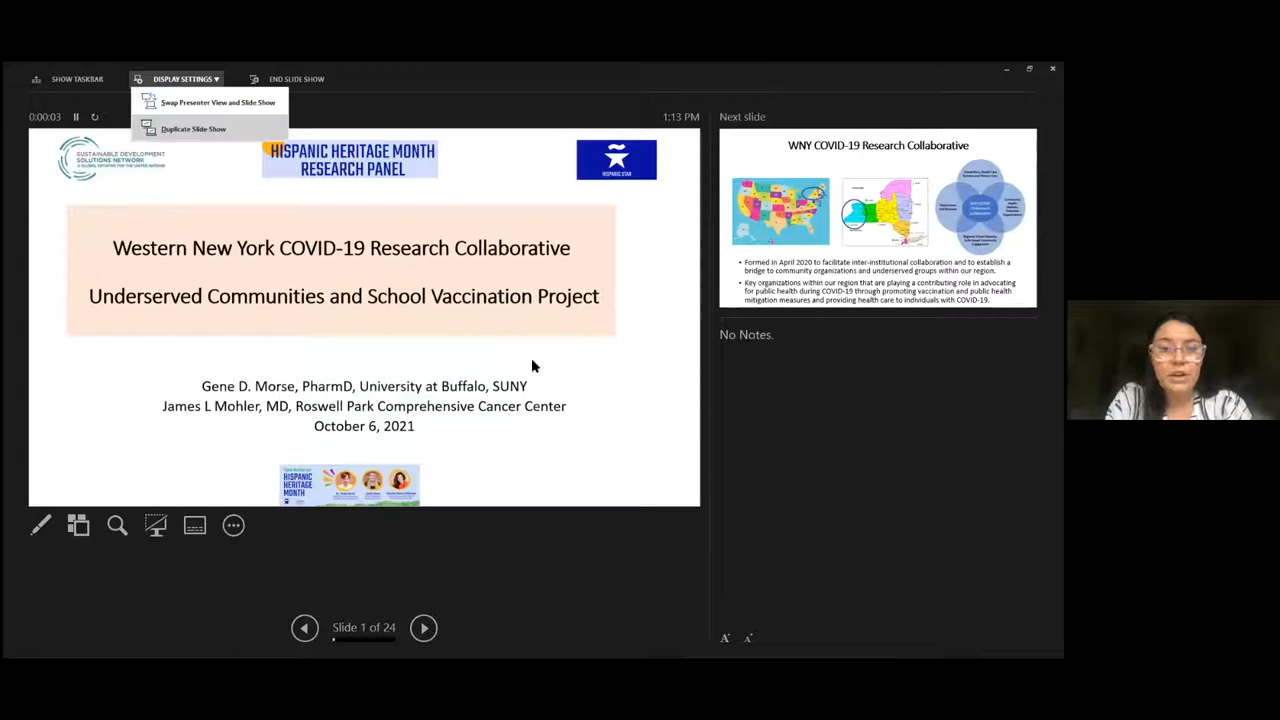 SHOW TASKBAR
DISPLAY SETTINGS ▾
END SLIDE SHOW
Swap Presenter View and Slide Show
Duplicate Slide Show
0:00:03
1:13 PM
SUSTAINABLE DEVELOPMENT
SOLUTIONS NETWORK
A GLOBAL INITIATIVE FOR THE UNITED NATIONS
HISPANIC HERITAGE MONTH
RESEARCH PANEL
HISPANIC STAR
Western New York COVID-19 Research Collaborative
Underserved Communities and School Vaccination Project
Gene D. Morse, PharmD, University at Buffalo, SUNY
James L Mohler, MD, Roswell Park Comprehensive Cancer Center
October 6, 2021
HISPANIC
HERITAGE
MONTH
Slide 1 of 24
Next slide
WNY COVID-19 Research Collaborative
• Formed in April 2020 to facilitate inter-institutional collaboration and to establish a
bridge to community organizations and underserved groups within our region.
• Key organizations within our region that are playing a contributing role in advocating
for public health during COVID-19 through promoting vaccination and public health
mitigation measures and providing health care to individuals with COVID-19.
No Notes.
A A